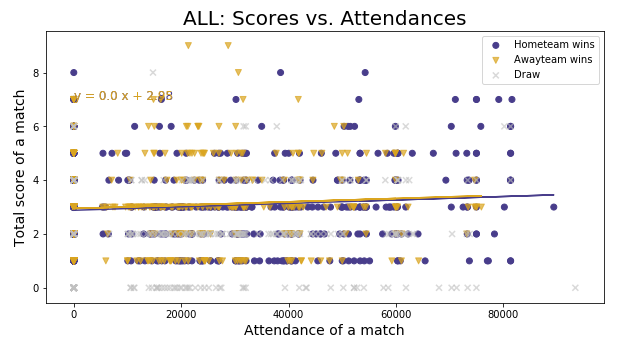 ALL: Scores vs. Attendances
Hometeam wins
Awayteam wins
Draw
y = 0.0 x + 2.88
Total score of a match
8
6
4
2
0
0 20000 40000 60000 80000
Attendance of a match